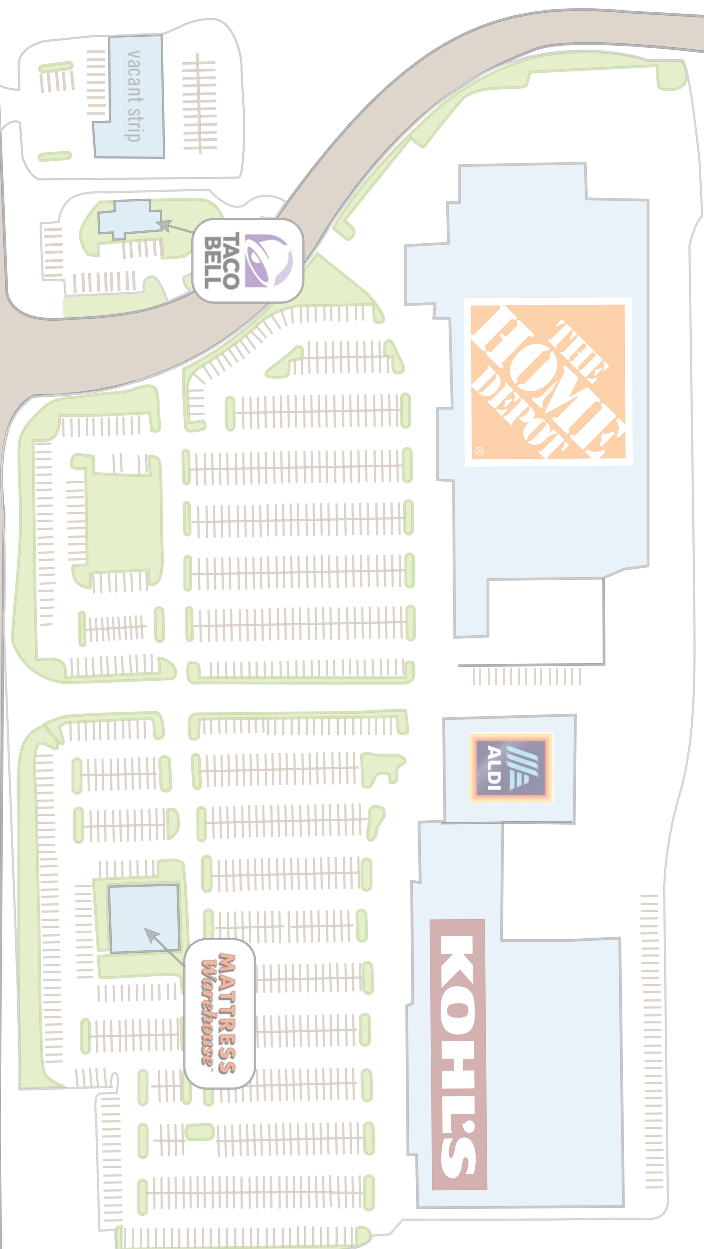 vacant strip
TACO
BELL
THE
HOME
DEPOT
®
ALDI
MATTRESS
Warehouse
KOHL'S